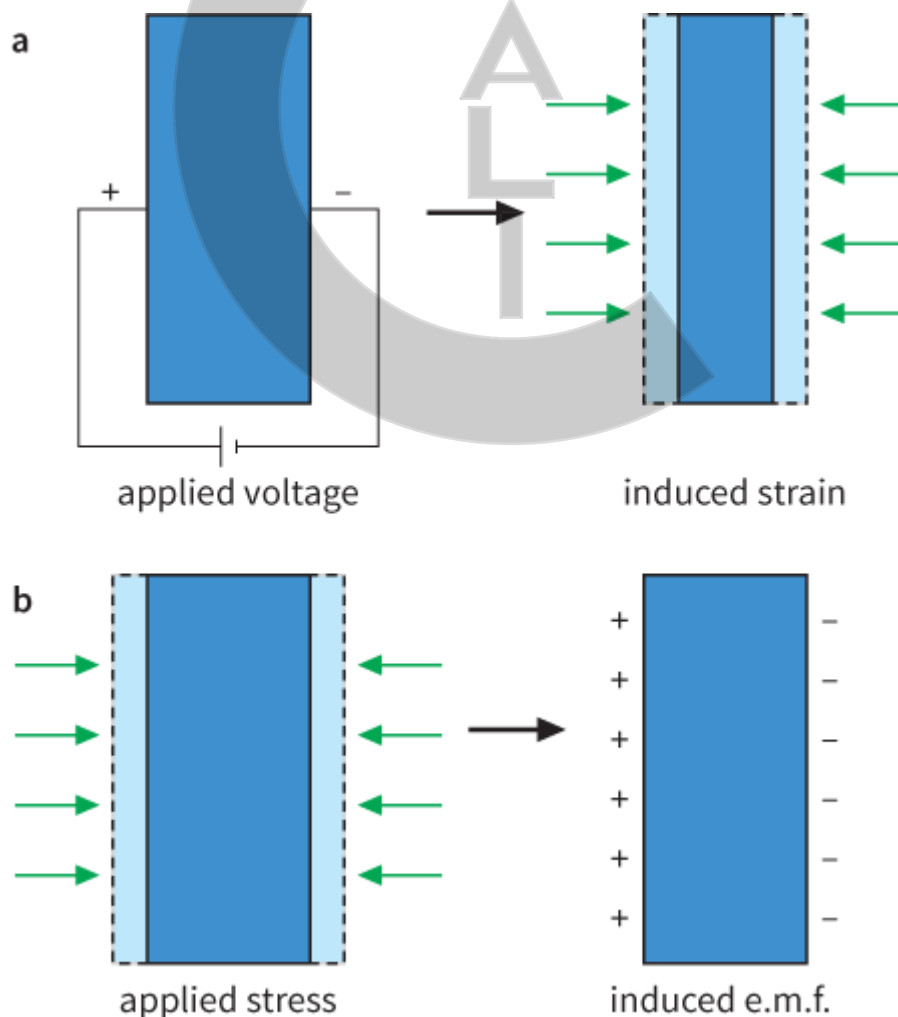 a
A
L
I
+ −
applied voltage induced strain
b
+ −
+ −
+ −
+ −
+ −
+ −
applied stress induced e.m.f.